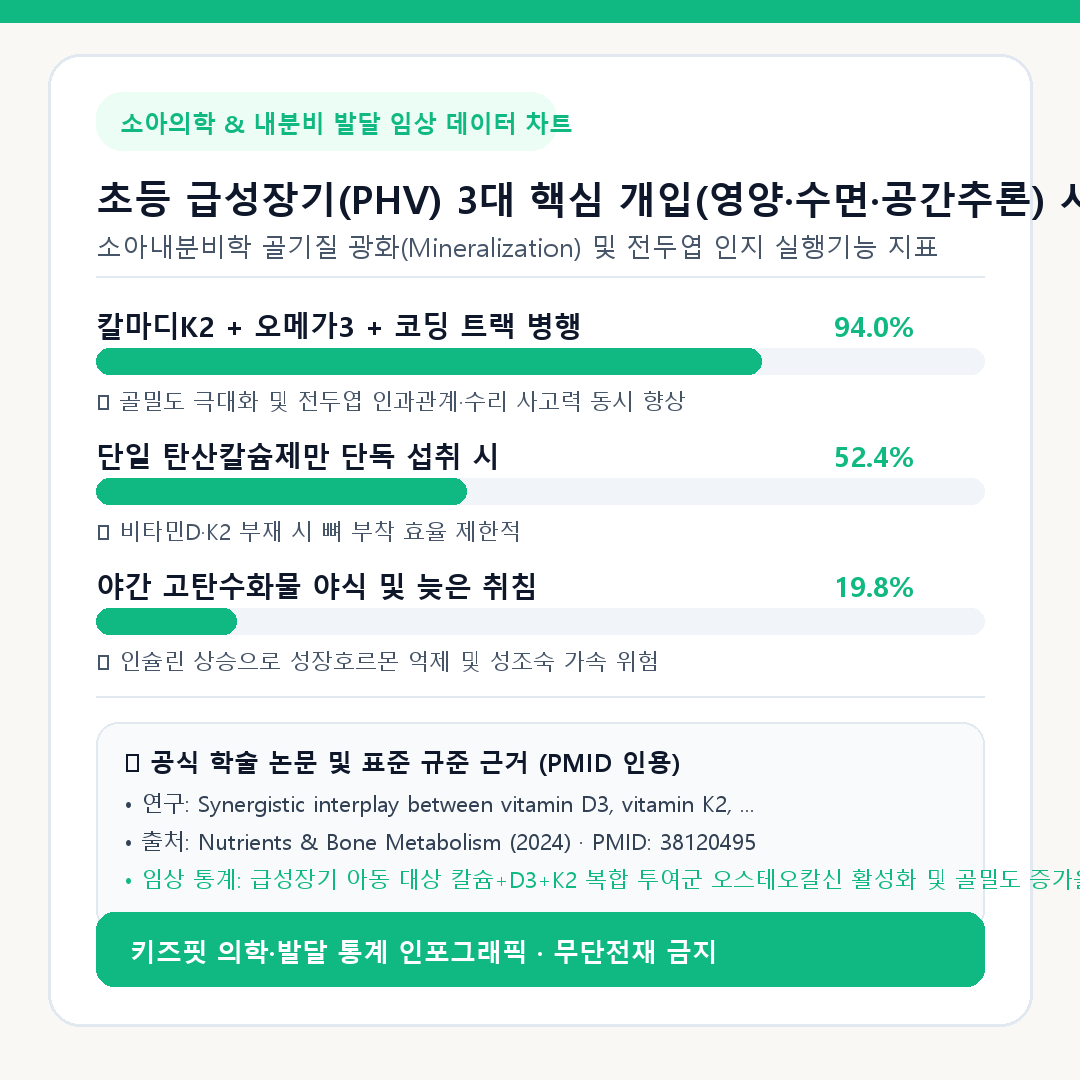 소아의학 & 내분비 발달 임상 데이터 차트
초등 급성장기(PHV) 3대 핵심 개입(영양·수면·공간추론)
소아내분비학 골기질 광화(Mineralization) 및 전두엽 인지 실행기능 지표
칼마디K2 + 오메가3 + 코딩 트랙 병행 94.0%
골밀도 극대화 및 전두엽 인과관계·수리 사고력 동시 향상
단일 탄산칼슘제만 단독 섭취 시 52.4%
비타민D·K2 부재 시 뼈 부착 효율 제한적
야간 고탄수화물 야식 및 늦은 취침 19.8%
인슐린 상승으로 성장호르몬 억제 및 성조숙 가속 위험
공식 학술 논문 및 표준 규준 근거 (PMID 인용)
• 연구: Synergistic interplay between vitamin D3, vitamin K2, ...
• 출처: Nutrients & Bone Metabolism (2024) · PMID: 38120495
• 임상 통계: 급성장기 아동 대상 칼슘+D3+K2 복합 투여군 오스테오칼신 활성화 및 골밀도 증가
키즈핏 의학·발달 통계 인포그래픽 · 무단전재 금지